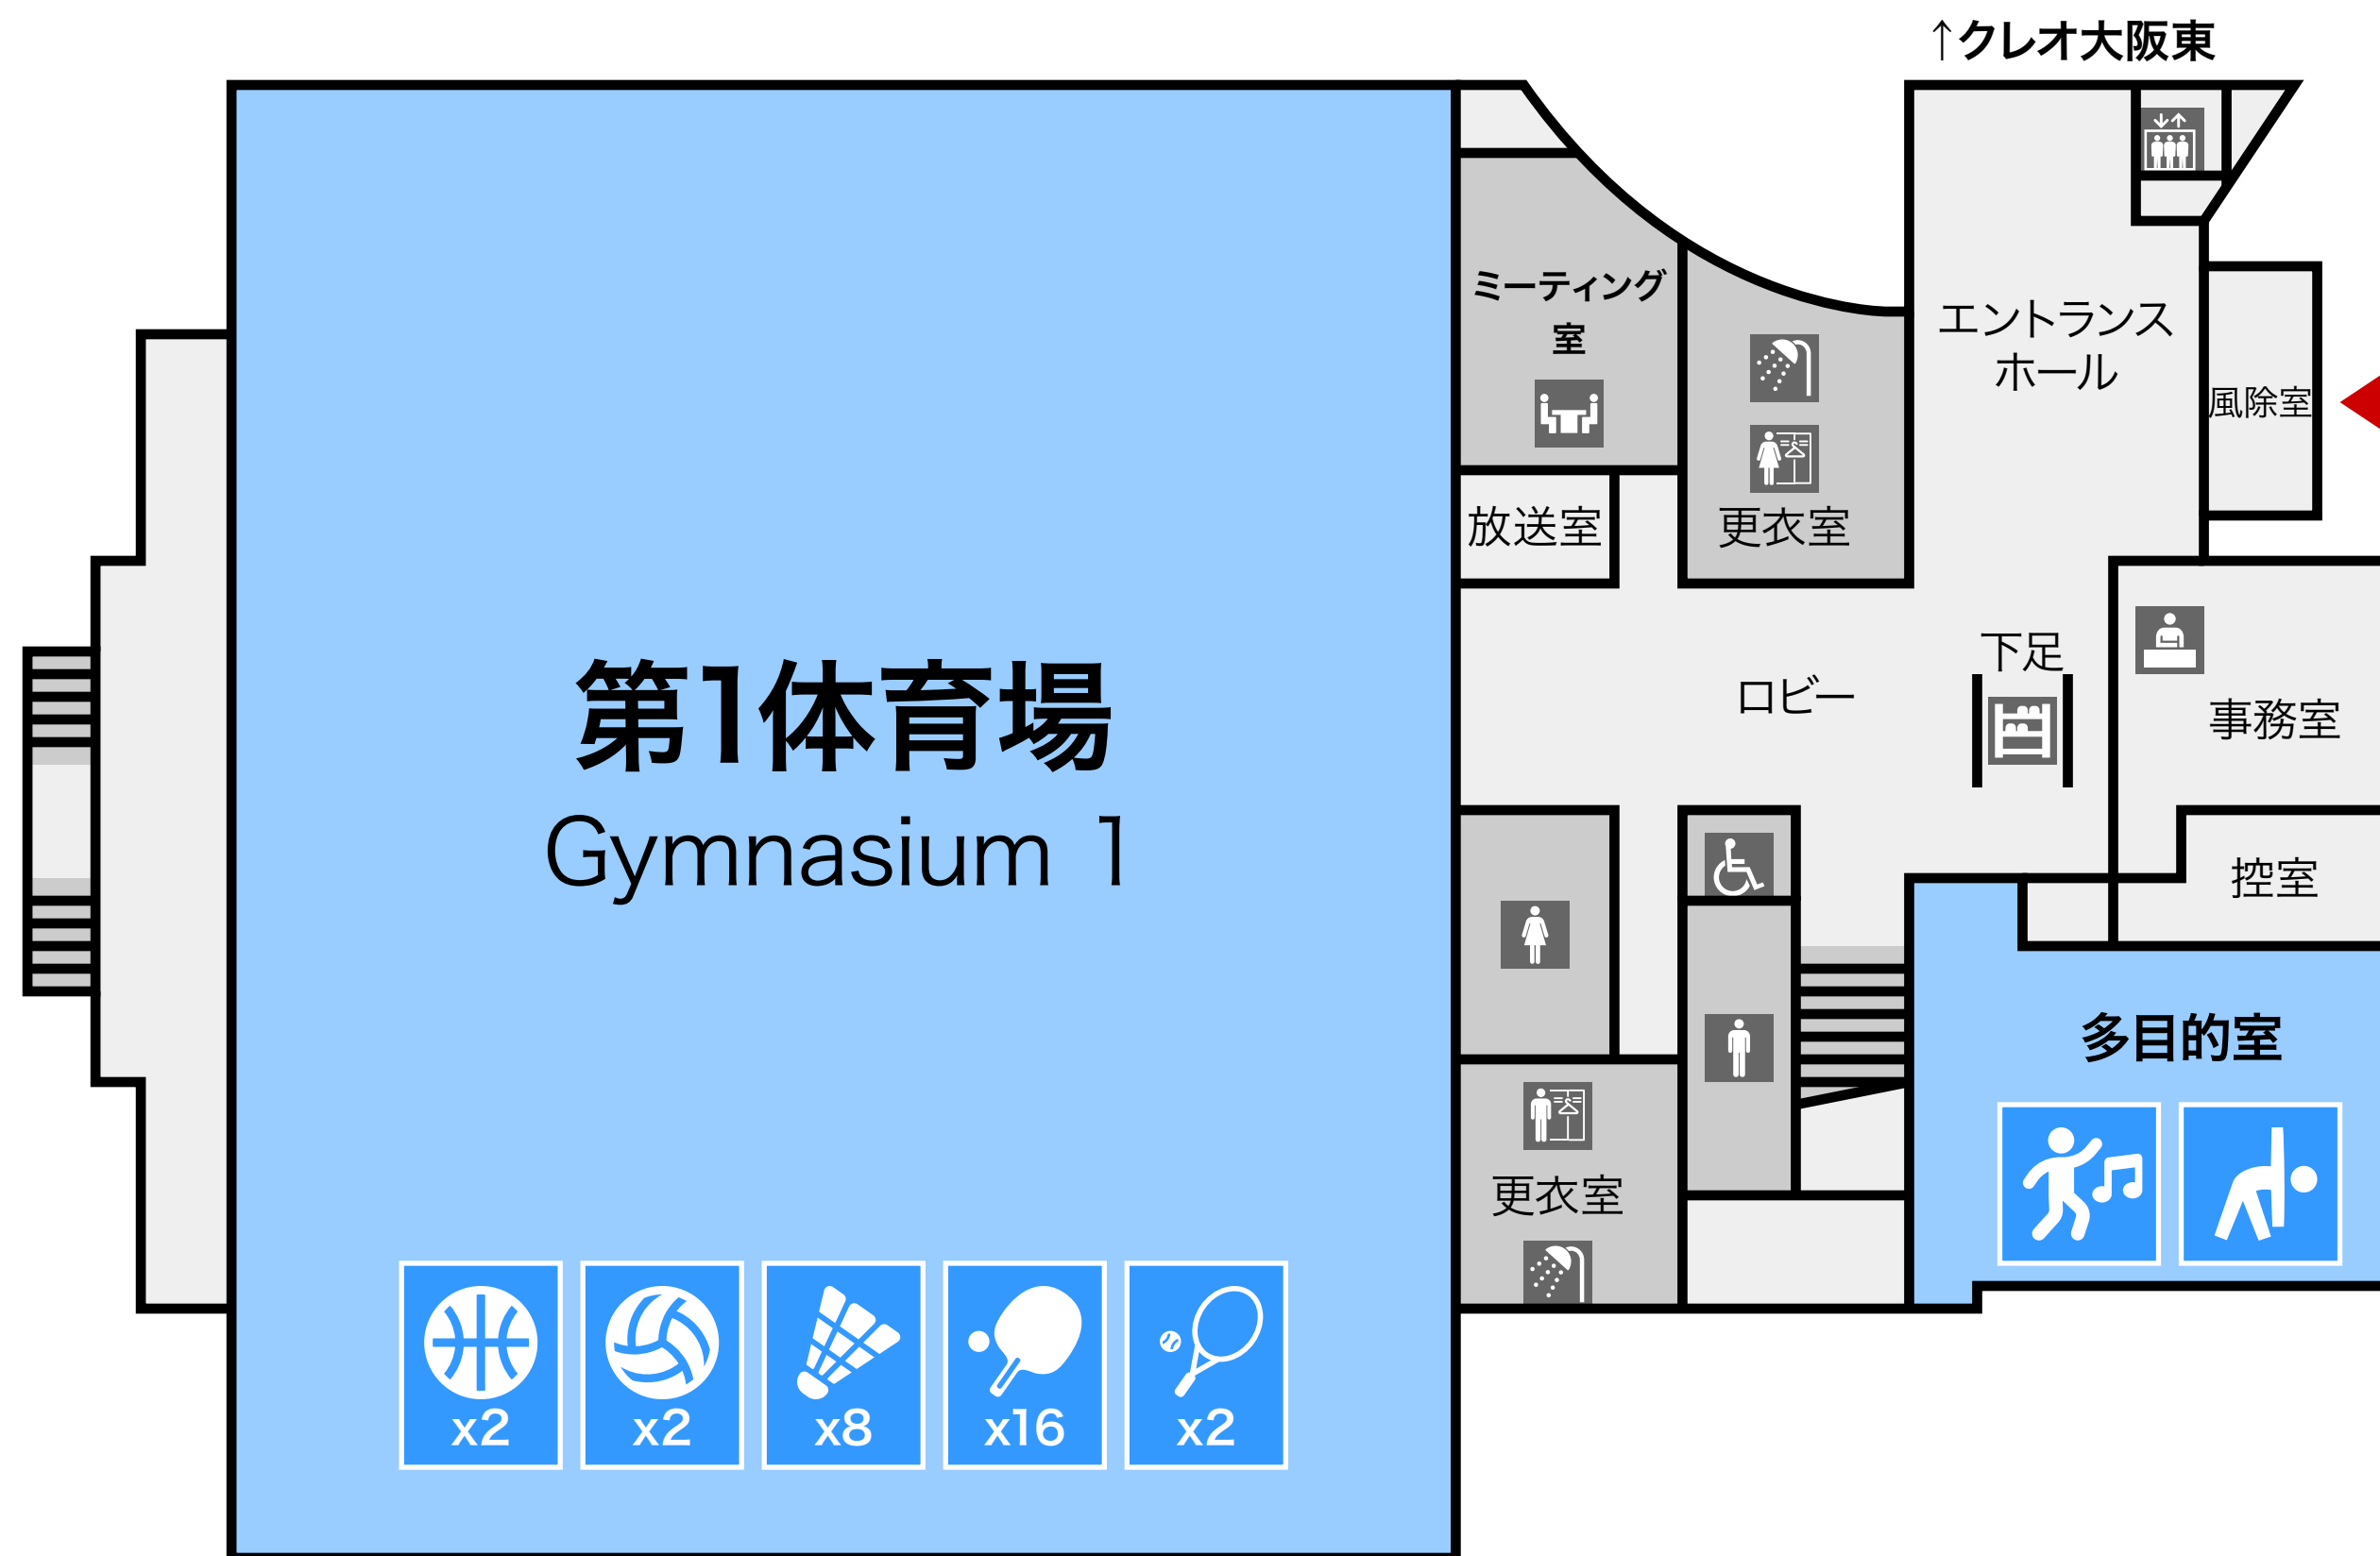 ↑クレオ大阪東
ミーティング
室
エントランス
ホール
風除室
放送室
更衣室
下足
ロビー
事務室
第1体育場
Gymnasium 1
控室
多目的室
更衣室
x2
x2
x8
x16
x2